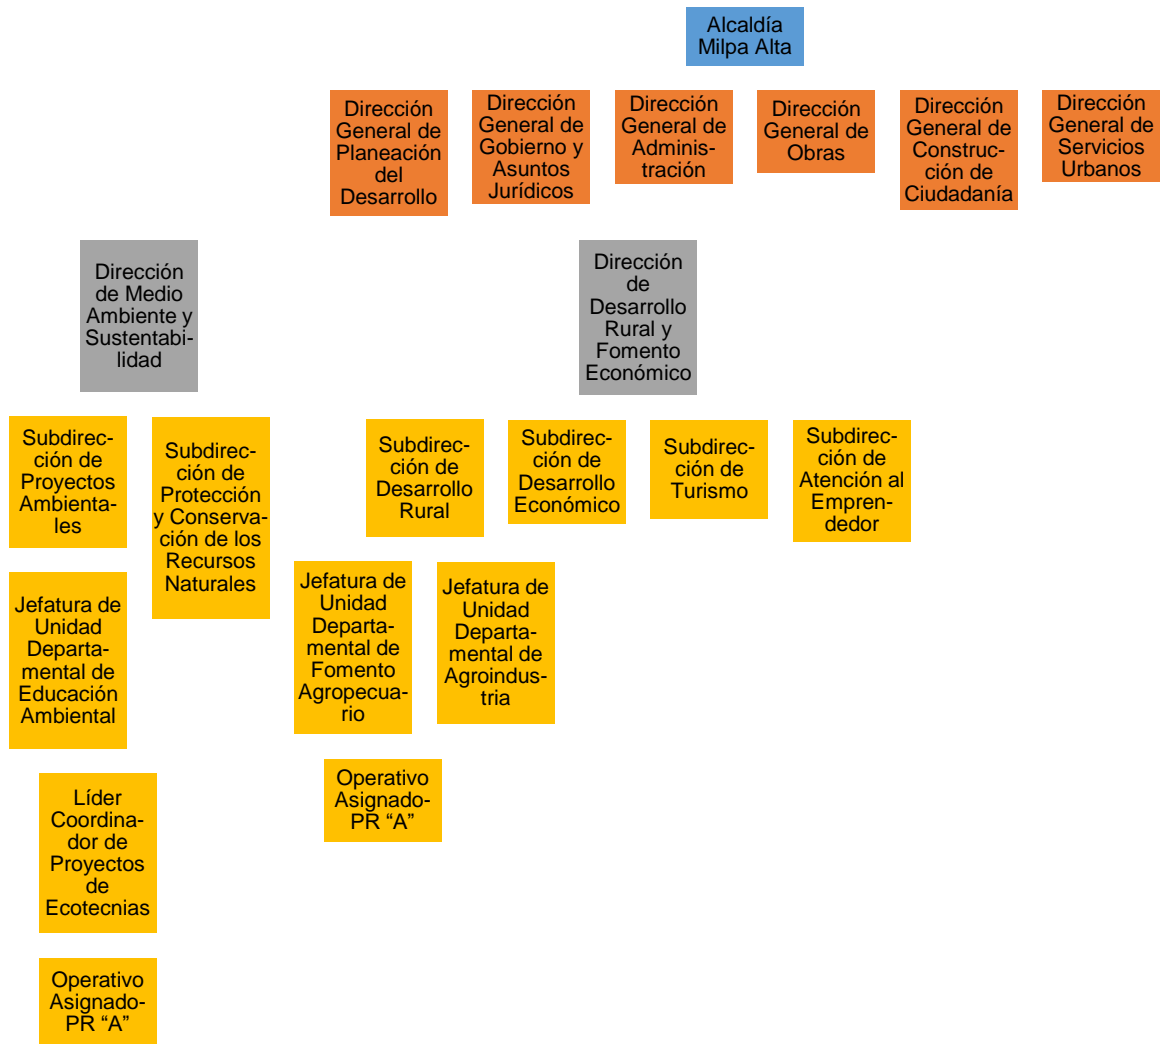 Alcaldía
Milpa Alta
Dirección
General de
Planeación
del
Desarrollo
Dirección
General de
Gobierno y
Asuntos
Jurídicos
Dirección
General de
Adminis-
tración
Dirección
General de
Obras
Dirección
General de
Construc-
ción de
Ciudadanía
Dirección
General de
Servicios
Urbanos
Dirección
de Medio
Ambiente y
Sustentabi-
lidad
Dirección
de
Desarrollo
Rural y
Fomento
Económico
Subdirec-
ción de
Proyectos
Ambienta-
les
Subdirec-
ción de
Protección
y Conserva-
ción de los
Recursos
Naturales
Subdirec-
ción de
Desarrollo
Rural
Subdirec-
ción de
Desarrollo
Económico
Subdirec-
ción de
Turismo
Subdirec-
ción de
Atención al
Empren-
dedor
Jefatura de
Unidad
Departa-
mental de
Educación
Ambiental
Jefatura de
Unidad
Departa-
mental de
Fomento
Agropecua-
rio
Jefatura de
Unidad
Departa-
mental de
Agroindus-
tria
Líder
Coordina-
dor de
Proyectos
de
Ecotecnias
Operativo
Asignado-
PR “A”
Operativo
Asignado-
PR “A”